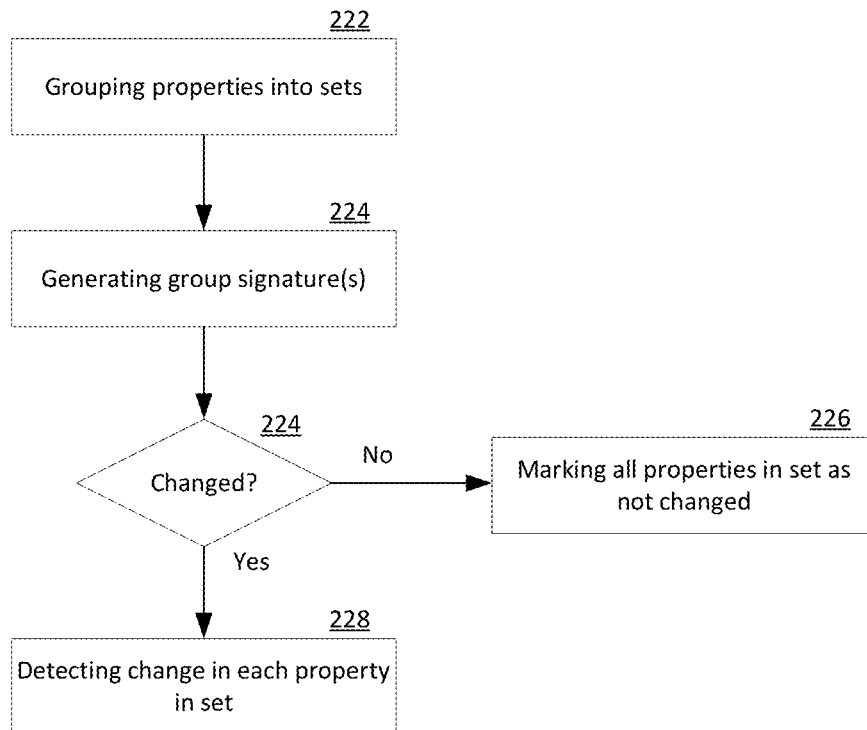 222
Grouping properties into sets
224
Generating group signature(s)
224
Changed?
No
226
Marking all properties in set as
not changed
Yes
228
Detecting change in each property
in set